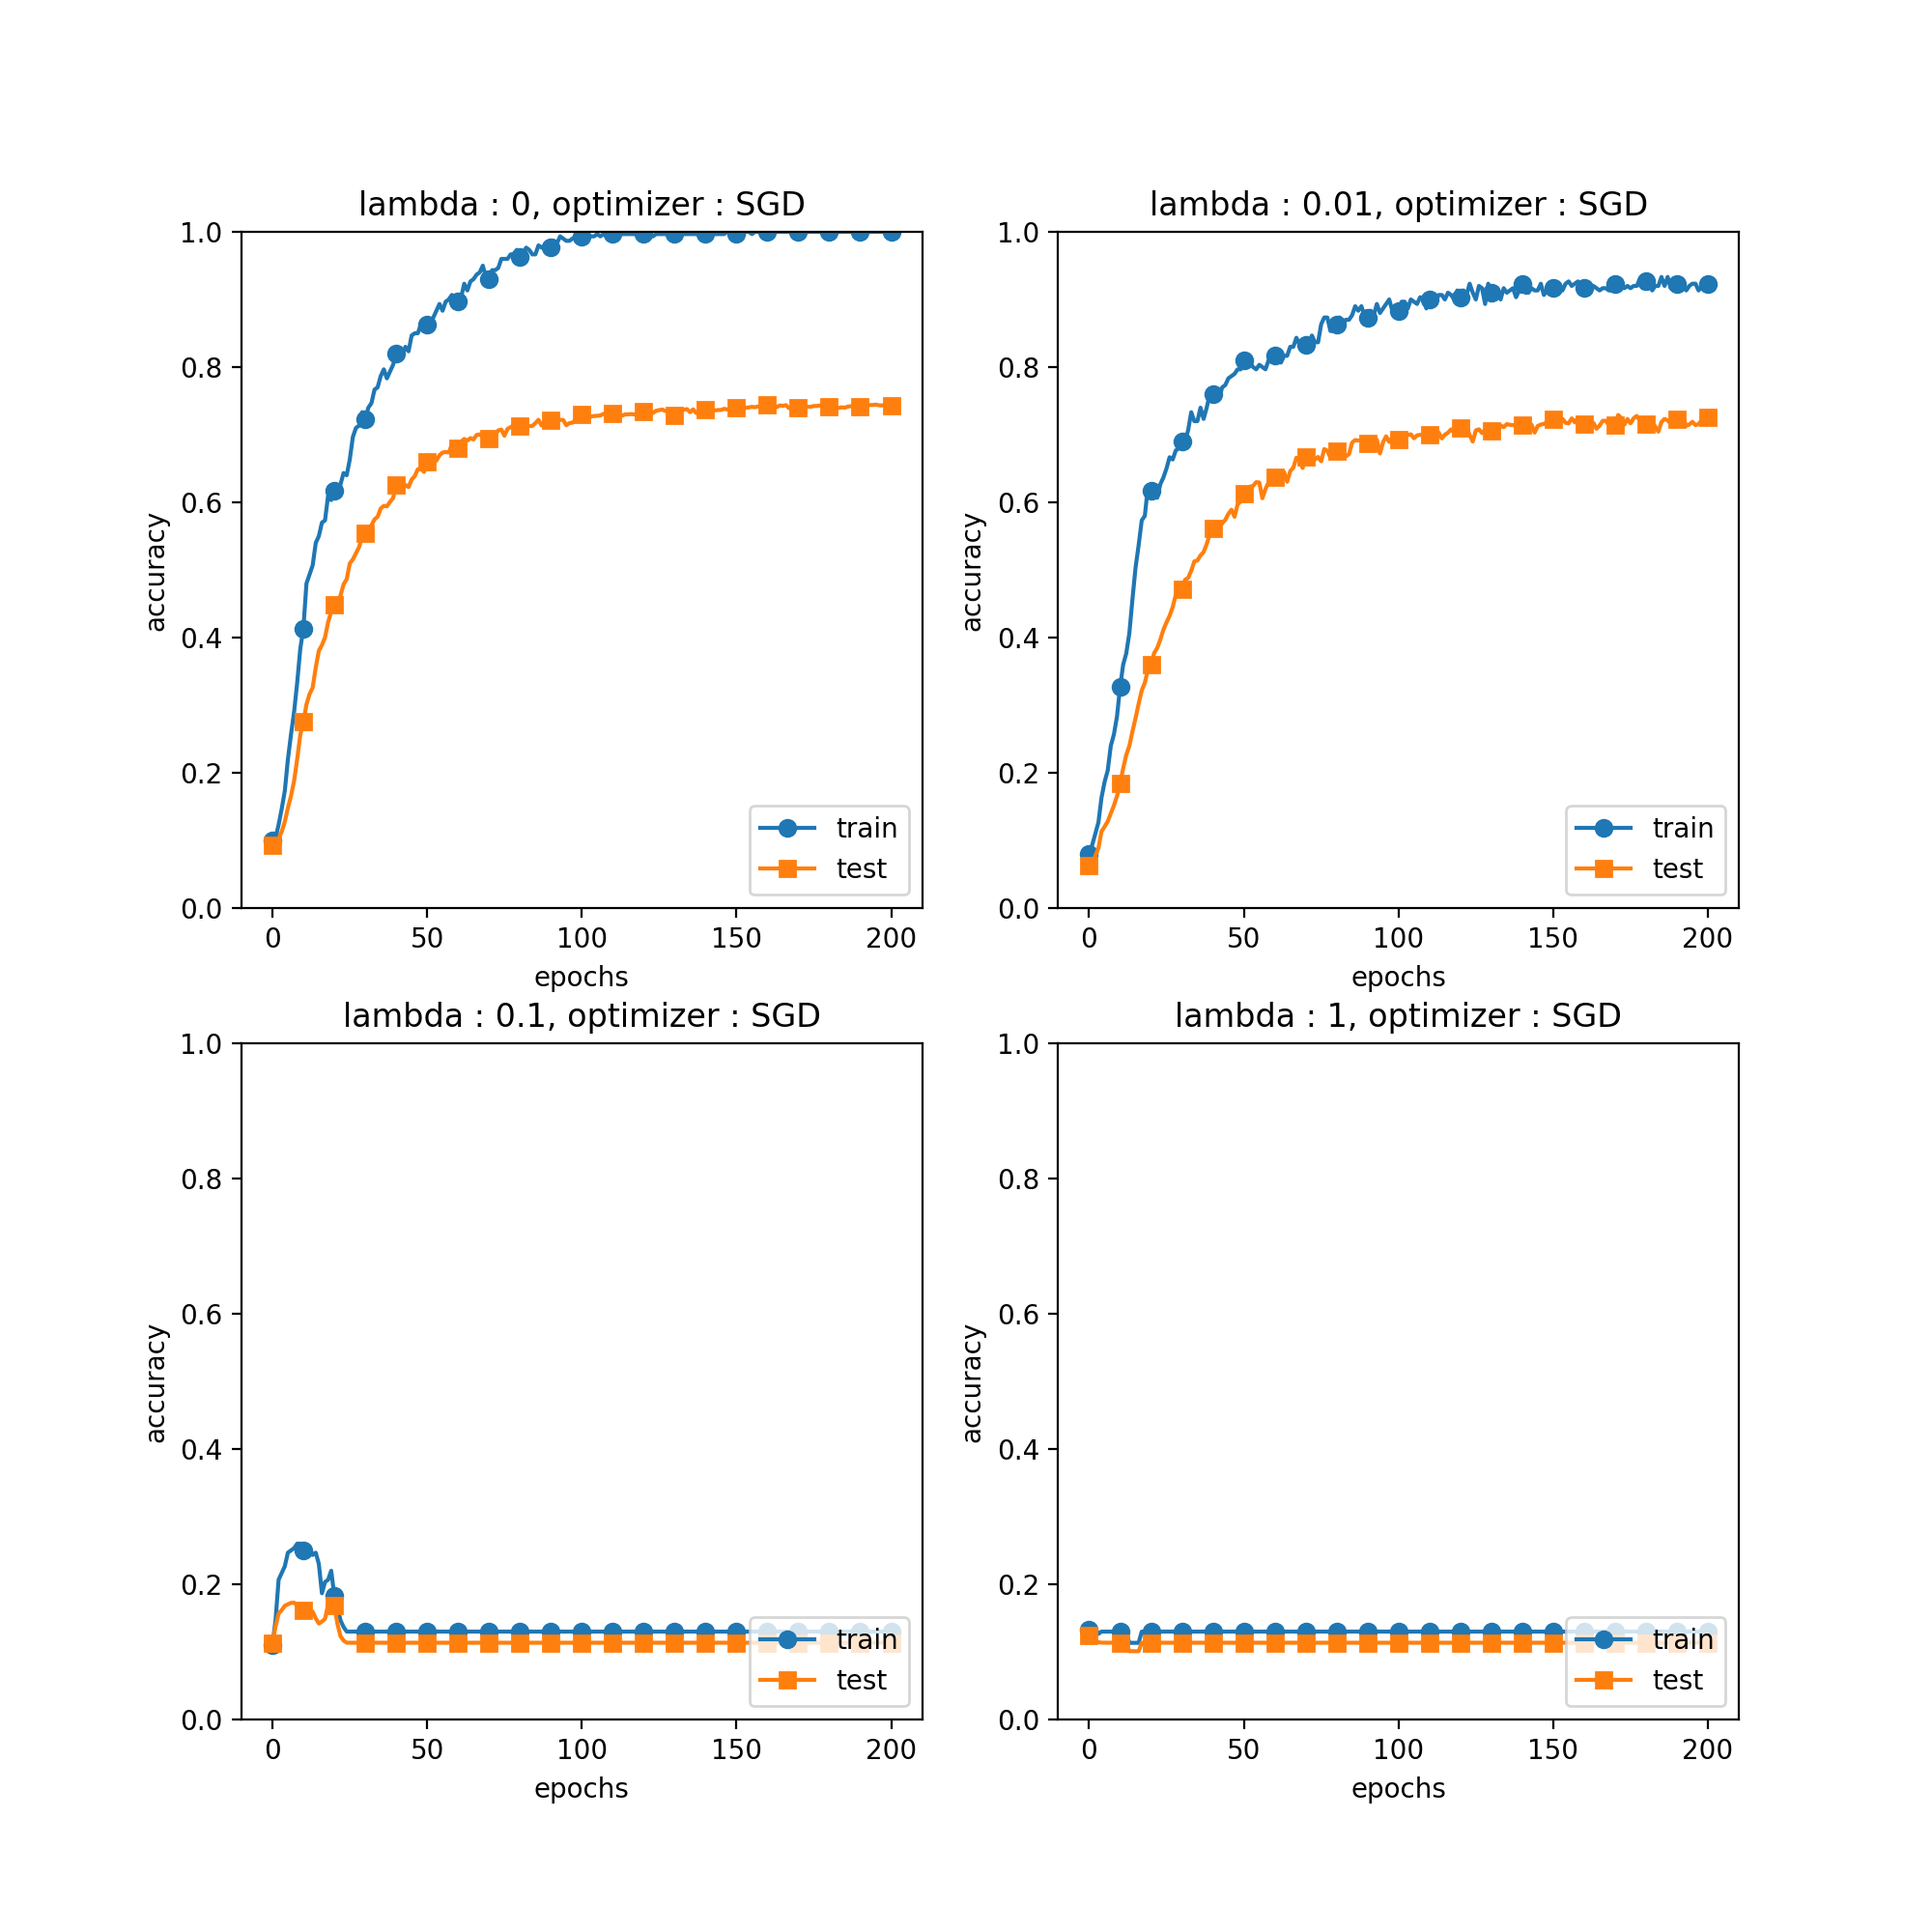 lambda : 0, optimizer : SGD
1.0
0.8
0.6
0.4
0.2
0.0
accuracy
train
test
0 50 100 150 200
epochs
lambda : 0.01, optimizer : SGD
1.0
0.8
0.6
0.4
0.2
0.0
accuracy
train
test
0 50 100 150 200
epochs
lambda : 0.1, optimizer : SGD
1.0
0.8
0.6
0.4
0.2
0.0
accuracy
train
test
0 50 100 150 200
epochs
lambda : 1, optimizer : SGD
1.0
0.8
0.6
0.4
0.2
0.0
accuracy
train
test
0 50 100 150 200
epochs